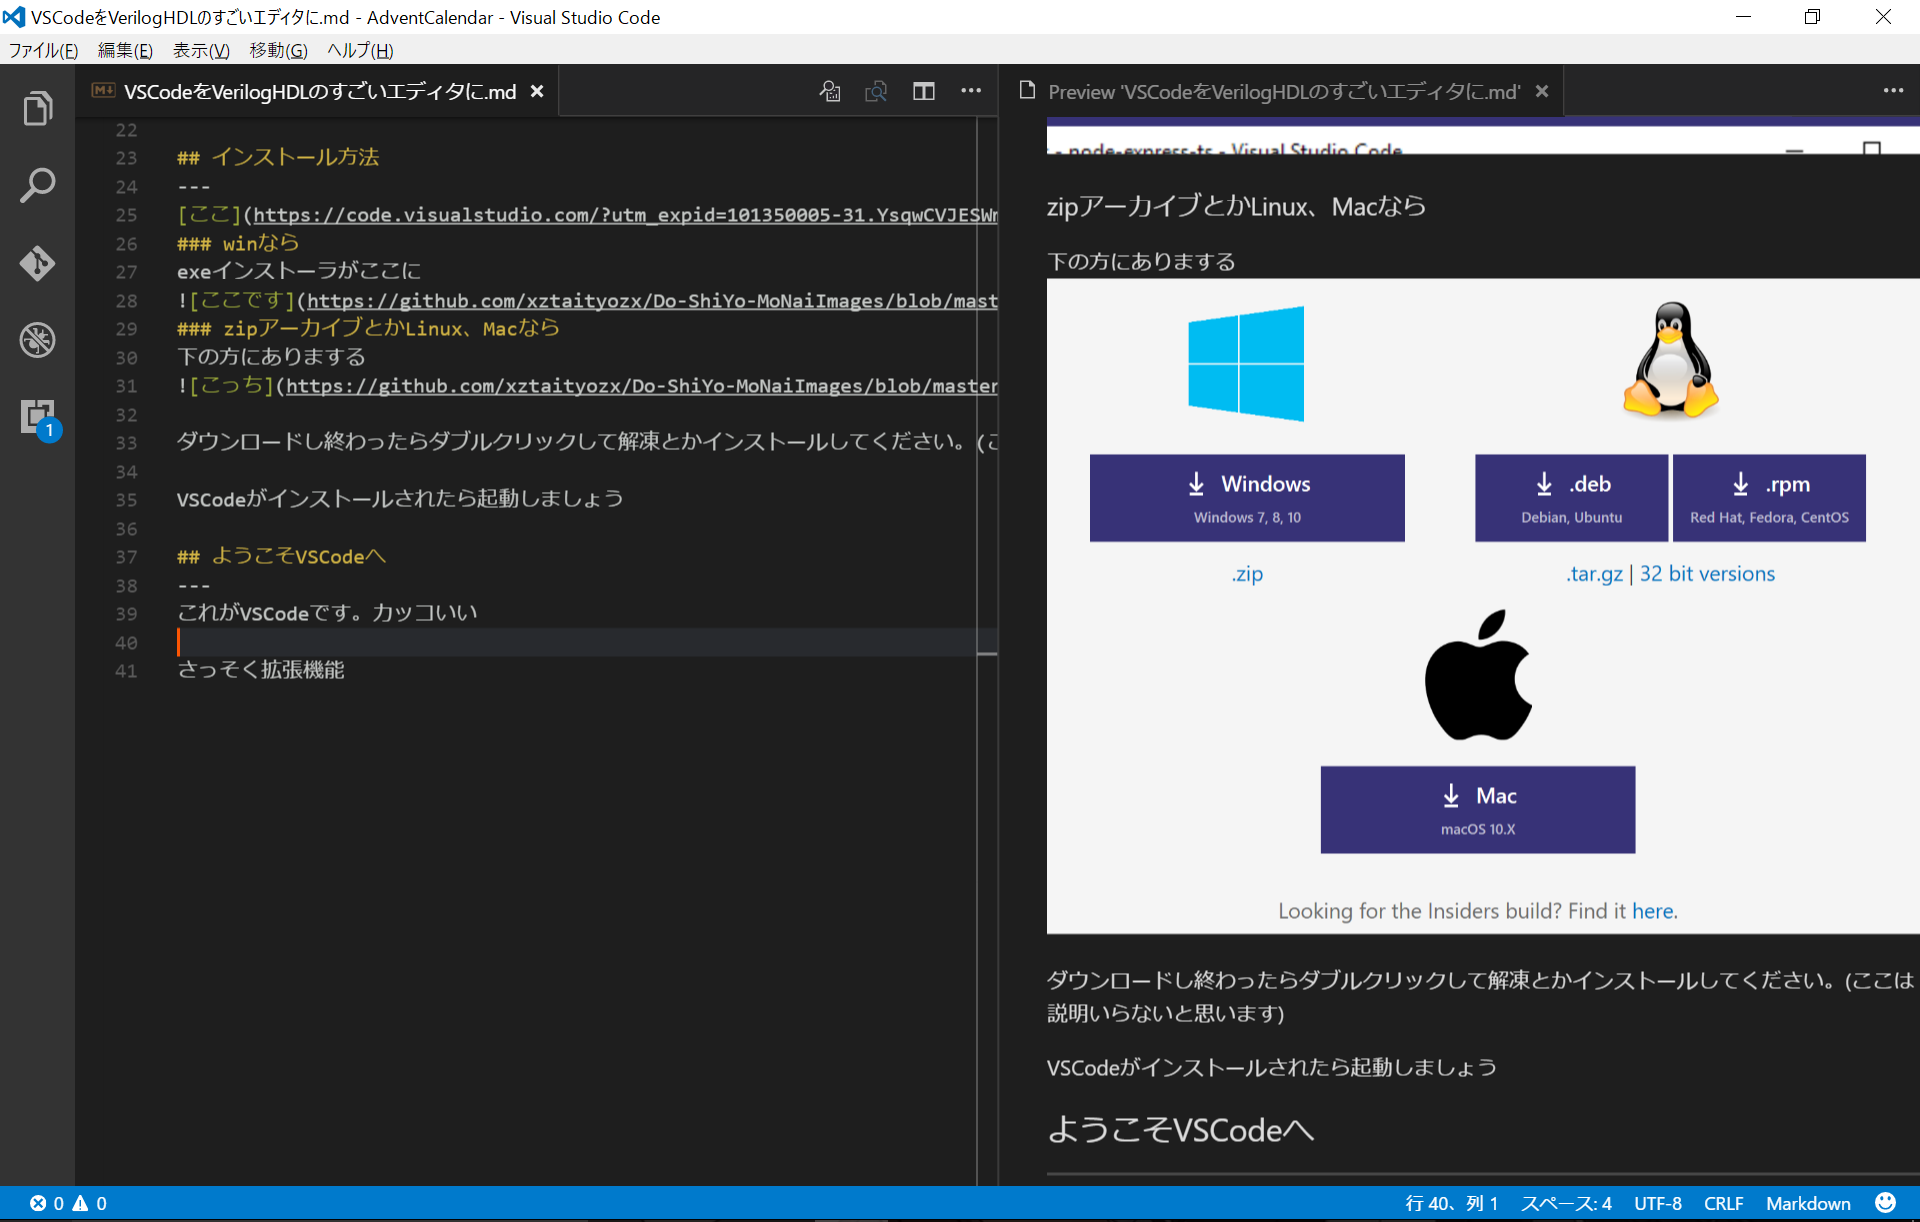 VSCodeをVerilogHDLのすごいエディタに.md - AdventCalendar - Visual Studio Code
ファイル(F) 編集(E) 表示(V) 移動(G) ヘルプ(H)
VSCodeをVerilogHDLのすごいエディタに.md
22
23 ## インストール方法
24 ---
25 [ここ](https://code.visualstudio.com/?utm_expid=101350005-31.YsqwCVJESWm
26 ### winなら
27 exeインストーラがここに
28 ![ここです](https://github.com/xztaityozx/Do-ShiYo-MoNaiImages/blob/mast
29 ### zipアーカイブとかLinux、Macなら
30 下の方にありまする
31 ![こっち](https://github.com/xztaityozx/Do-ShiYo-MoNaiImages/blob/master
32
33 ダウンロードし終わったらダブルクリックして解凍とかインストールしてください。(こ
34
35 VSCodeがインストールされたら起動しましょう
36
37 ## ようこそVSCodeへ
38 ---
39 これがVSCodeです。カッコいい
40
41 さっそく拡張機能
1
Preview 'VSCodeをVerilogHDLのすごいエディタに.md'
- node-express-ts - Visual Studio Code
zipアーカイブとかLinux、Macなら
下の方にありまする
Windows
Windows 7, 8, 10
.zip
.deb
Debian, Ubuntu
.rpm
Red Hat, Fedora, CentOS
.tar.gz | 32 bit versions
Mac
macOS 10.X
Looking for the Insiders build? Find it here.
ダウンロードし終わったらダブルクリックして解凍とかインストールしてください。(ここは
説明いらないと思います)
VSCodeがインストールされたら起動しましょう
ようこそVSCodeへ
0 0
行 40、列 1 スペース: 4 UTF-8 CRLF Markdown